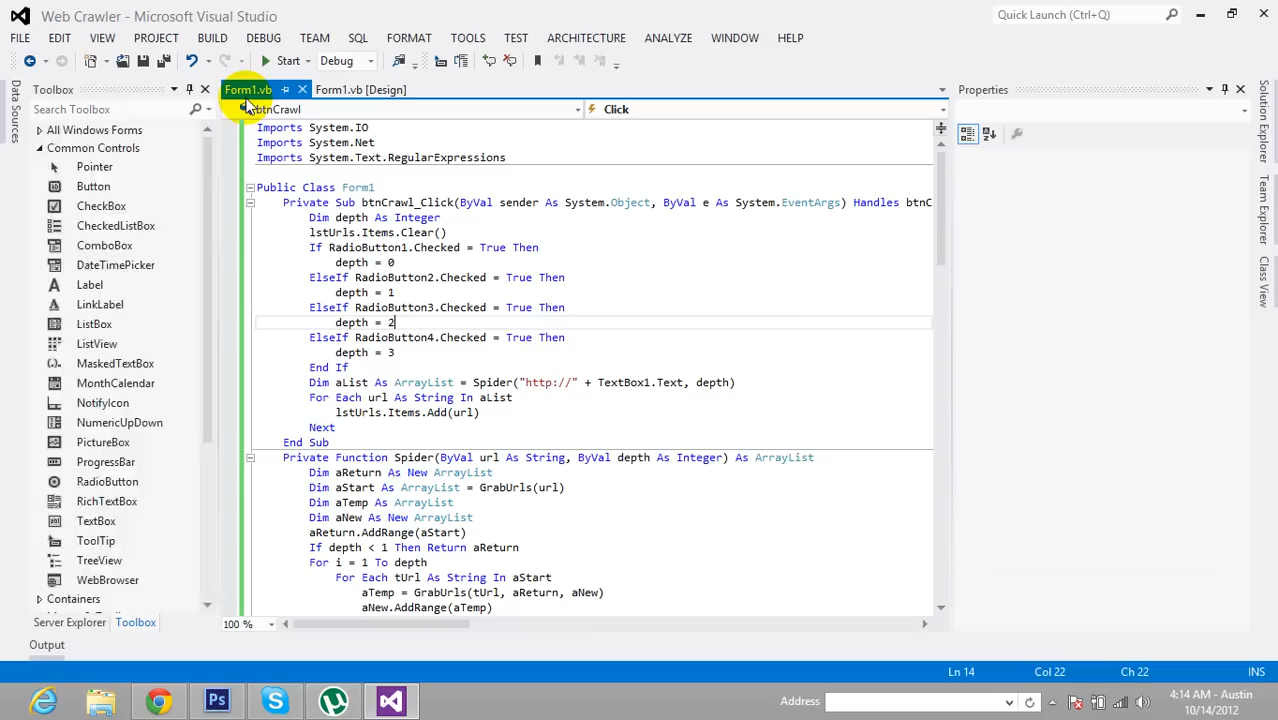 Web Crawler - Microsoft Visual Studio
Quick Launch (Ctrl+Q)
FILE EDIT VIEW PROJECT BUILD DEBUG TEAM SQL FORMAT TOOLS TEST ARCHITECTURE ANALYZE WINDOW HELP
Start Debug
Data Sources
Toolbox
Search Toolbox
All Windows Forms
Common Controls
Pointer
Button
CheckBox
CheckedListBox
ComboBox
DateTimePicker
Label
LinkLabel
ListBox
ListView
MaskedTextBox
MonthCalendar
NotifyIcon
NumericUpDown
PictureBox
ProgressBar
RadioButton
RichTextBox
TextBox
ToolTip
TreeView
WebBrowser
Containers
Server Explorer Toolbox
Output
Form1.vb Form1.vb [Design]
btnCrawl Click
Imports System.IO
Imports System.Net
Imports System.Text.RegularExpressions
Public Class Form1
Private Sub btnCrawl_Click(ByVal sender As System.Object, ByVal e As System.EventArgs) Handles btnC
Dim depth As Integer
lstUrls.Items.Clear()
If RadioButton1.Checked = True Then
depth = 0
ElseIf RadioButton2.Checked = True Then
depth = 1
ElseIf RadioButton3.Checked = True Then
depth = 2
ElseIf RadioButton4.Checked = True Then
depth = 3
End If
Dim aList As ArrayList = Spider("http://" + TextBox1.Text, depth)
For Each url As String In aList
lstUrls.Items.Add(url)
Next
End Sub
Private Function Spider(ByVal url As String, ByVal depth As Integer) As ArrayList
Dim aReturn As New ArrayList
Dim aStart As ArrayList = GrabUrls(url)
Dim aTemp As ArrayList
Dim aNew As New ArrayList
aReturn.AddRange(aStart)
If depth < 1 Then Return aReturn
For i = 1 To depth
For Each tUrl As String In aStart
aTemp = GrabUrls(tUrl, aReturn, aNew)
aNew.AddRange(aTemp)
100 %
Properties
Solution Explorer
Team Explorer
Class View
Ln 14 Col 22 Ch 22 INS
Ps
Address
4:14 AM - Austin
10/14/2012